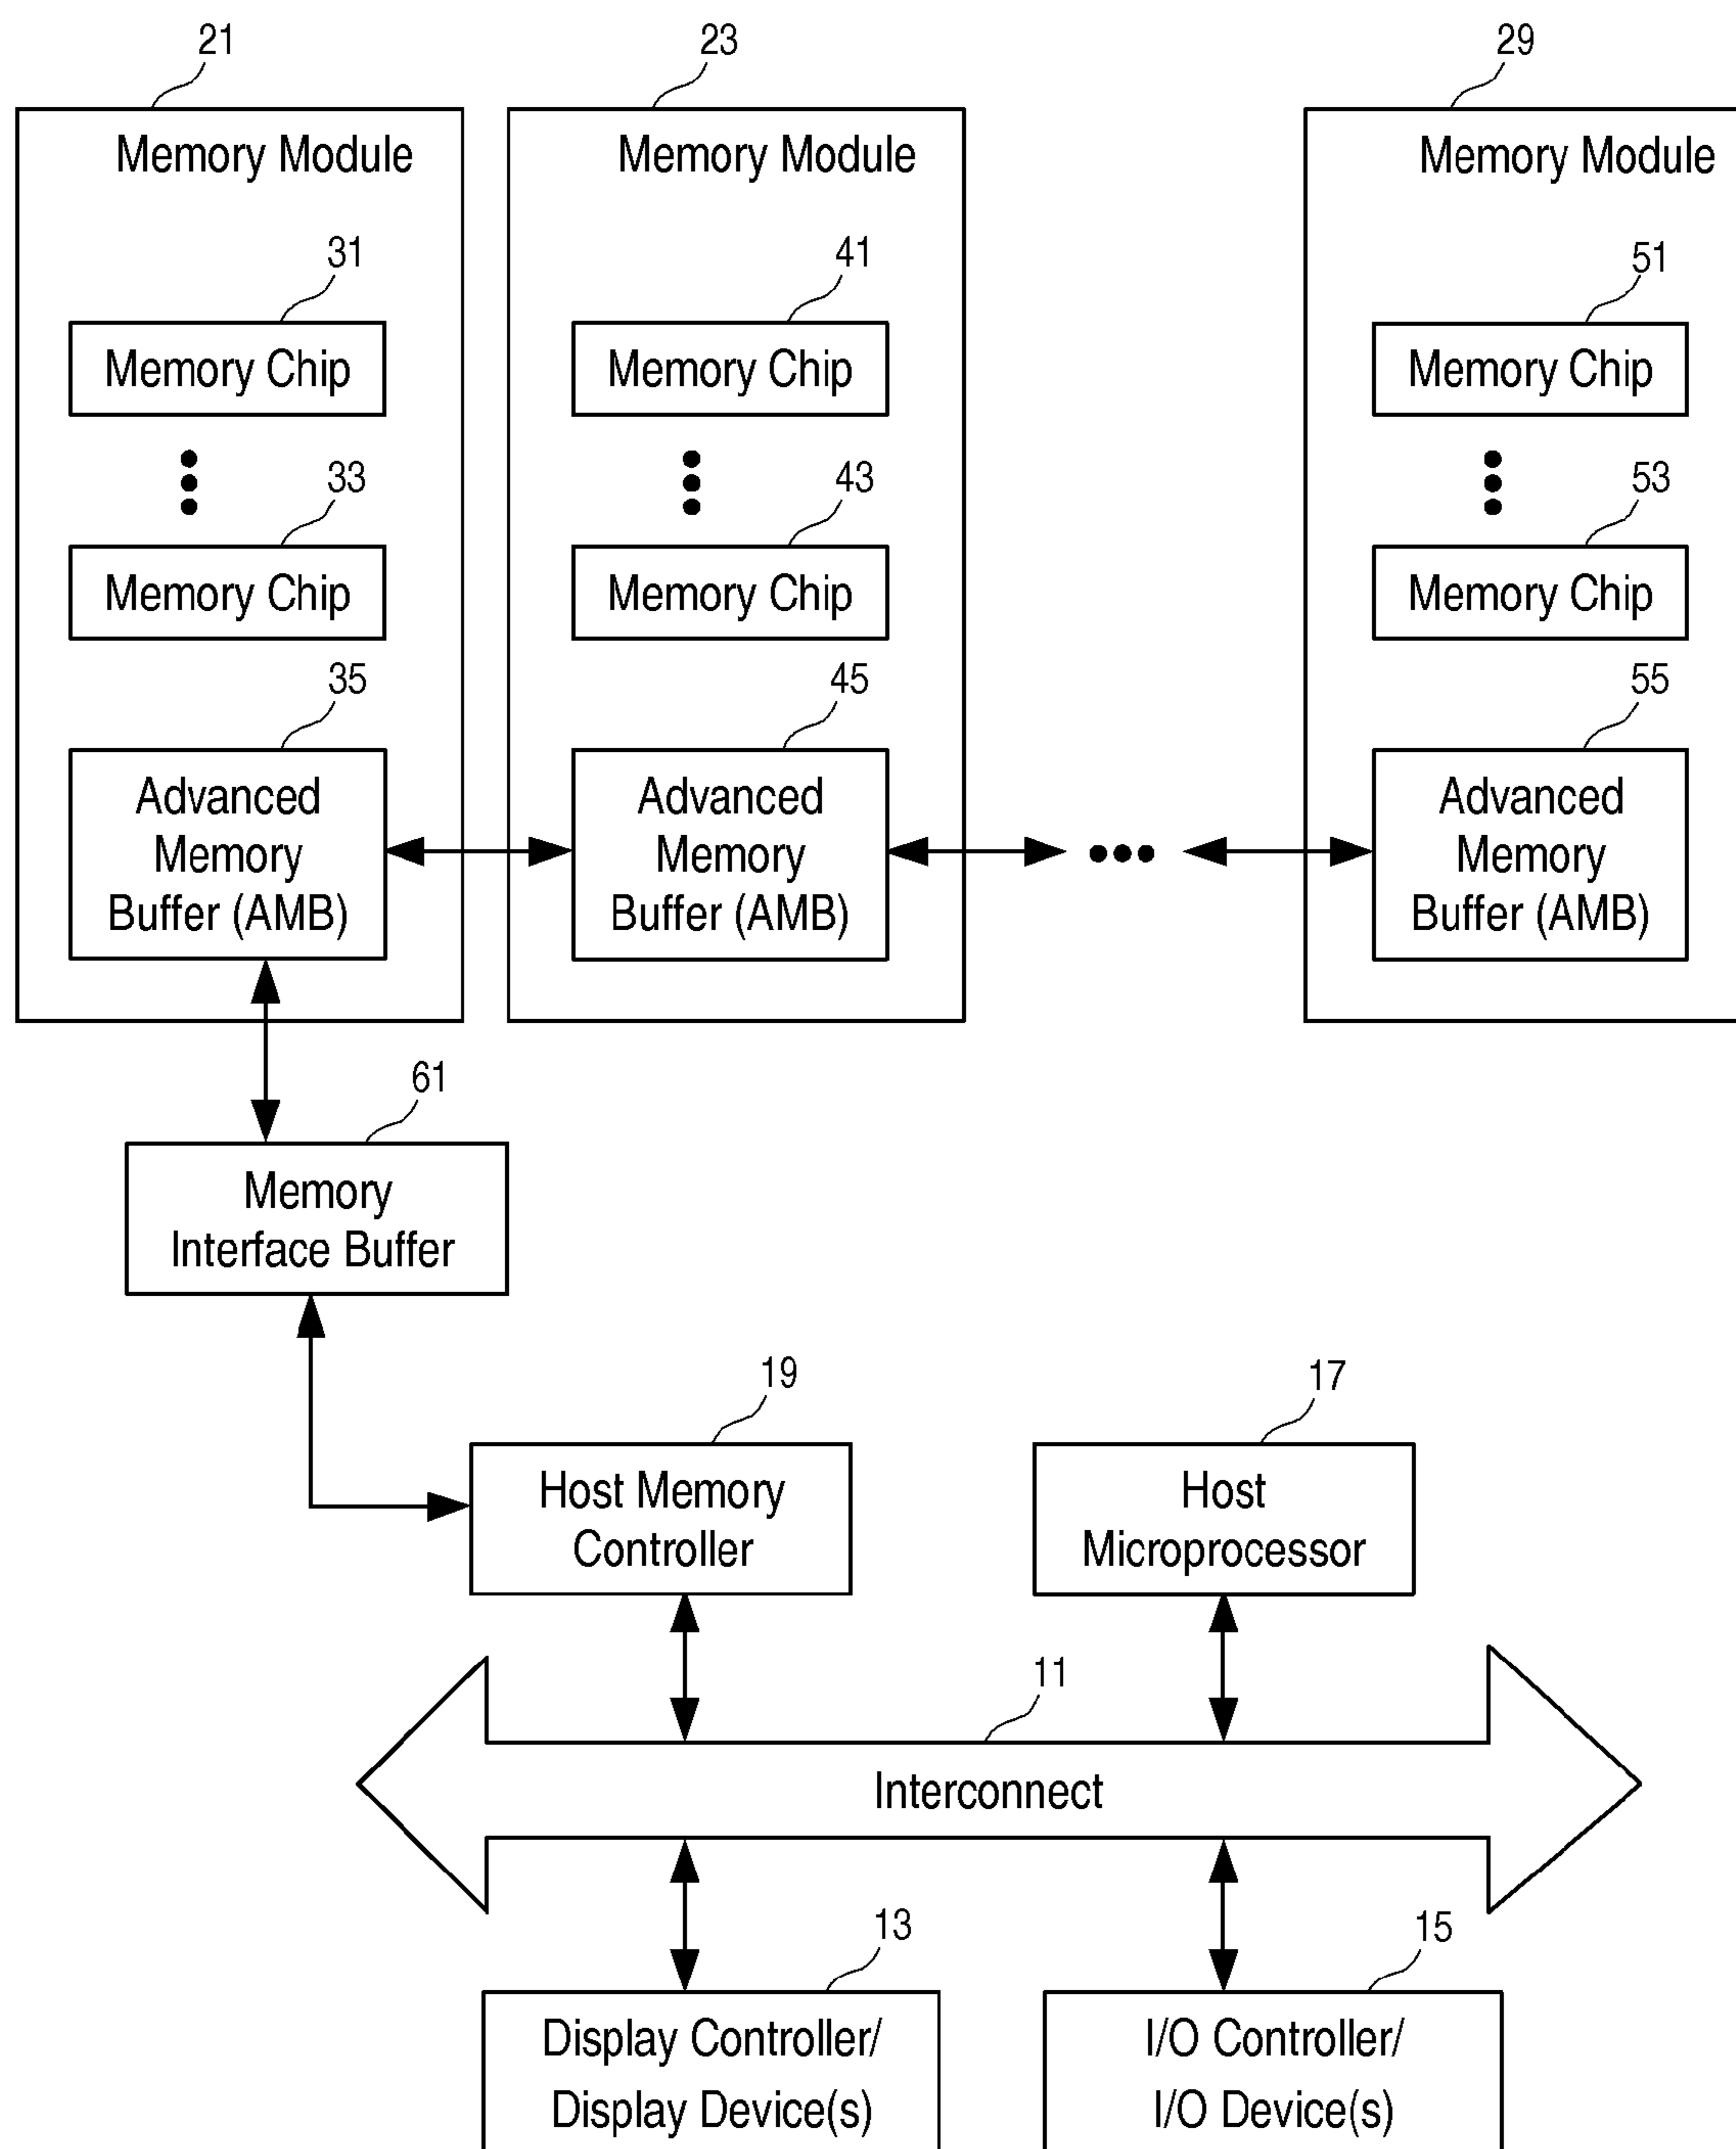 21
23
29
Memory Module
Memory Module
Memory Module
31
41
51
Memory Chip
Memory Chip
Memory Chip
33
43
53
Memory Chip
Memory Chip
Memory Chip
35
45
55
Advanced
Memory
Buffer (AMB)
Advanced
Memory
Buffer (AMB)
Advanced
Memory
Buffer (AMB)
61
Memory
Interface Buffer
19
17
Host Memory
Controller
Host
Microprocessor
11
Interconnect
13
15
Display Controller/
Display Device(s)
I/O Controller/
I/O Device(s)